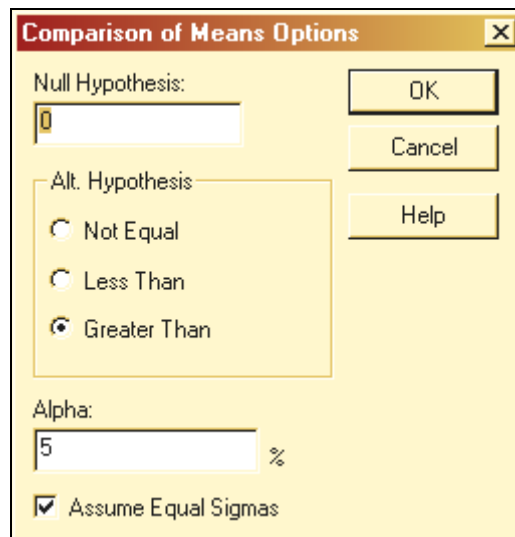 Comparison of Means Options
Null Hypothesis:
0
OK
Cancel
Help
Alt. Hypothesis
Not Equal
Less Than
Greater Than
Alpha:
5 %
Assume Equal Sigmas